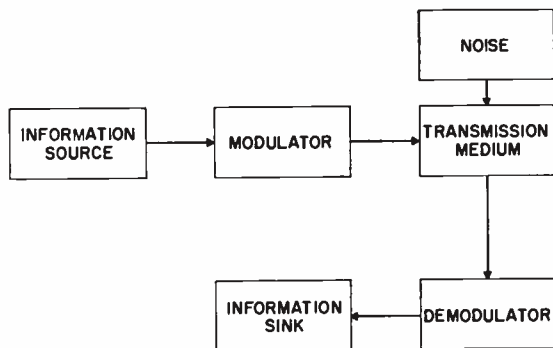 NOISE
INFORMATION
SOURCE
MODULATOR
TRANSMISSION
MEDIUM
INFORMATION
SINK
DEMODULATOR